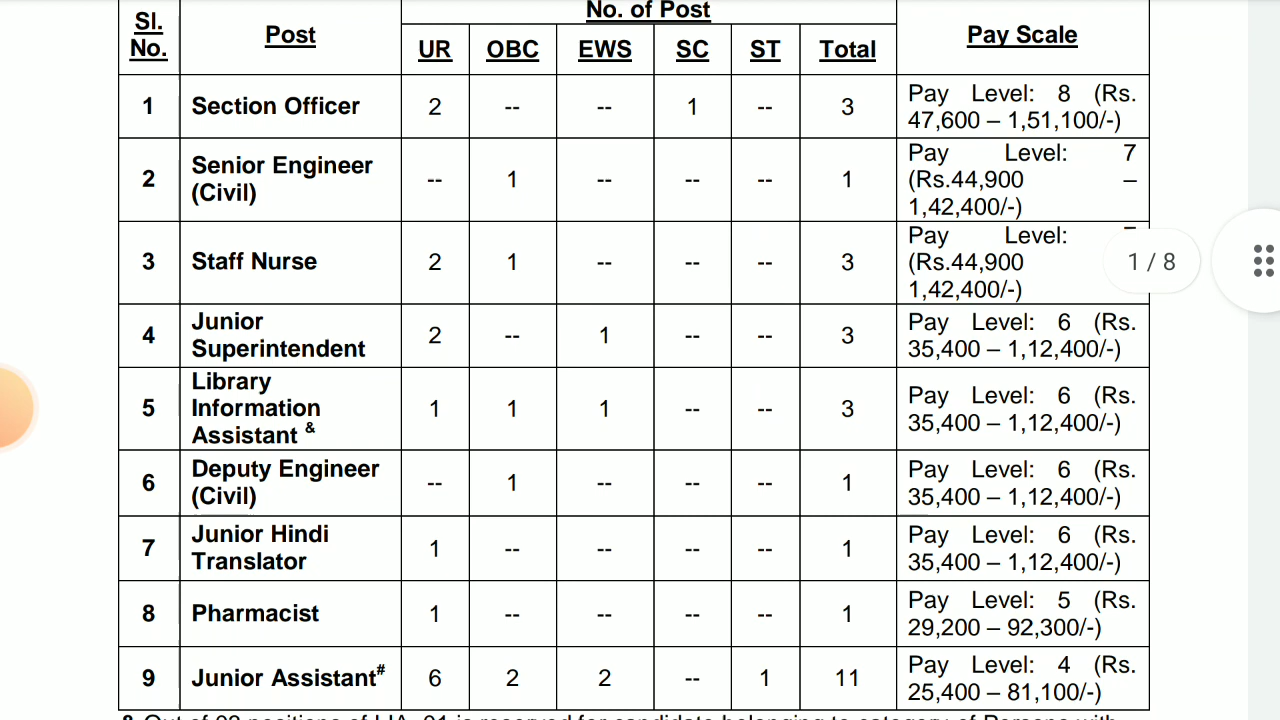 No. of Post
Sl. No. Post UR OBC EWS SC ST Total Pay Scale
1 Section Officer 2 -- -- 1 -- 3 Pay Level: 8 (Rs. 47,600 – 1,51,100/-)
2 Senior Engineer (Civil) -- 1 -- -- -- 1 Pay Level: 7 (Rs.44,900 – 1,42,400/-)
3 Staff Nurse 2 1 -- -- -- 3 Pay Level: (Rs.44,900 1,42,400/-)
1 / 8
4 Junior Superintendent 2 -- 1 -- -- 3 Pay Level: 6 (Rs. 35,400 – 1,12,400/-)
5 Library Information Assistant & 1 1 1 -- -- 3 Pay Level: 6 (Rs. 35,400 – 1,12,400/-)
6 Deputy Engineer (Civil) -- 1 -- -- -- 1 Pay Level: 6 (Rs. 35,400 – 1,12,400/-)
7 Junior Hindi Translator 1 -- -- -- -- 1 Pay Level: 6 (Rs. 35,400 – 1,12,400/-)
8 Pharmacist 1 -- -- -- -- 1 Pay Level: 5 (Rs. 29,200 – 92,300/-)
9 Junior Assistant# 6 2 2 -- 1 11 Pay Level: 4 (Rs. 25,400 – 81,100/-)